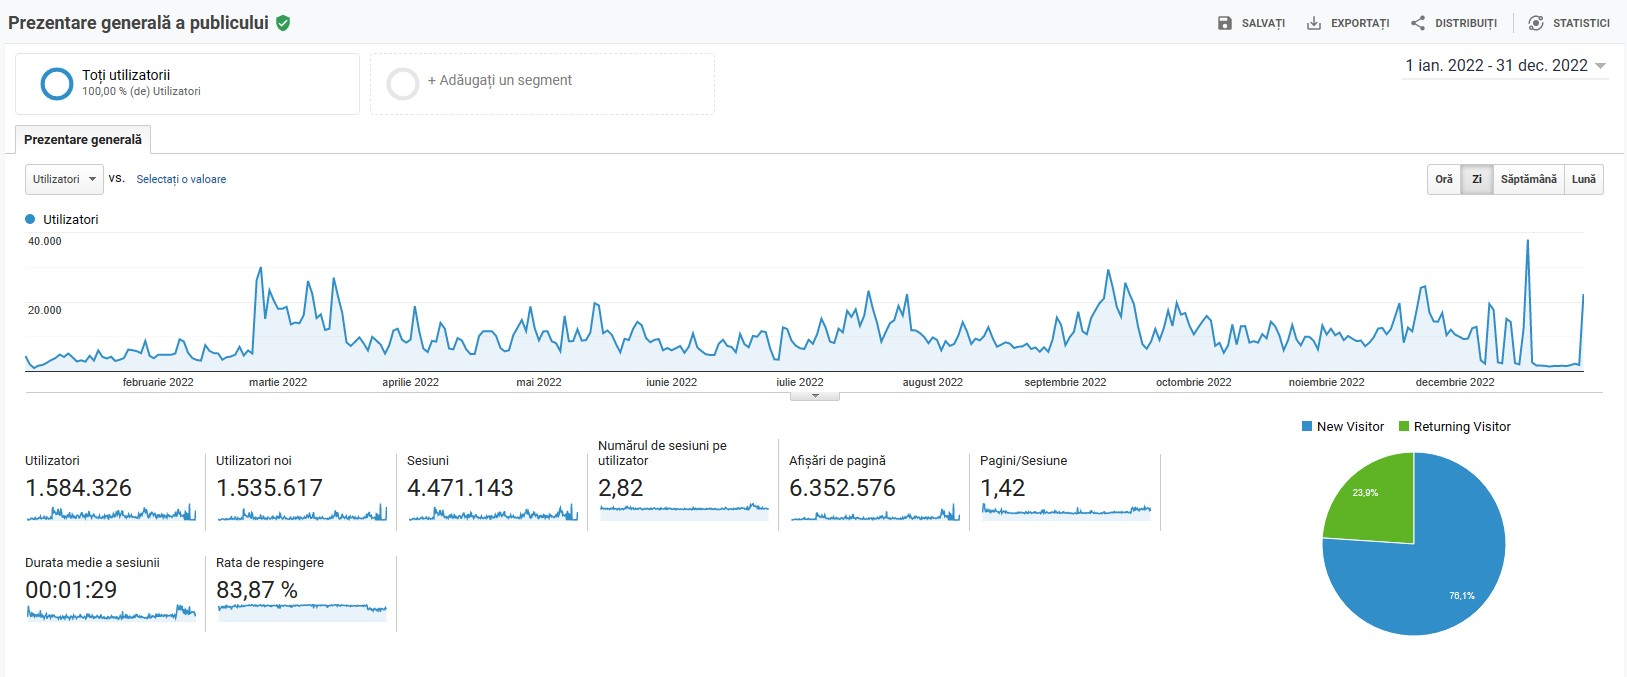 Prezentare generală a publicului
SALVAȚI
EXPORTAȚI
DISTRIBUIȚI
STATISTICI
Toți utilizatorii
100,00 % (de) Utilizatori
+ Adăugați un segment
1 ian. 2022 - 31 dec. 2022
Prezentare generală
Utilizatori
vs.
Selectați o valoare
Oră
Zi
Săptămână
Lună
Utilizatori
40.000
20.000
februarie 2022
martie 2022
aprilie 2022
mai 2022
iunie 2022
iulie 2022
august 2022
septembrie 2022
octombrie 2022
noiembrie 2022
decembrie 2022
Utilizatori
1.584.326
Utilizatori noi
1.535.617
Sesiuni
4.471.143
Numărul de sesiuni pe
utilizator
2,82
Afișări de pagină
6.352.576
Pagini/Sesiune
1,42
Durata medie a sesiunii
00:01:29
Rata de respingere
83,87 %
New Visitor
Returning Visitor
23,9%
76,1%